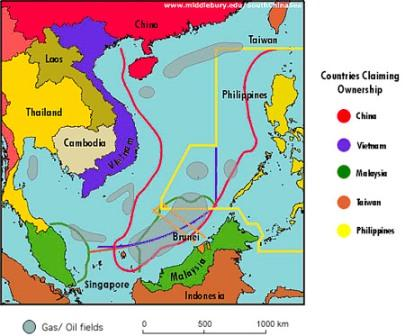 www.middlebury.edu/SouthChinaSea
China
Taiwan
Laos
Philippines
Thailand
Cambodia
Vietnam
Brunei
Malaysia
Singapore
Indonesia
Countries Claiming
Ownership
China
Vietnam
Malaysia
Taiwan
Philippines
Gas/ Oil fields
0 500 1000 km